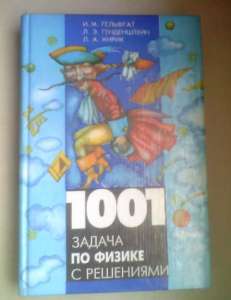 И. М. ГЕЛЬФГАТ
Л. Э. ГЕНДЕНШТЕЙН
Л. А. КИРИК
1001
ЗАДАЧА
ПО ФИЗИКЕ
С РЕШЕНИЯМИ